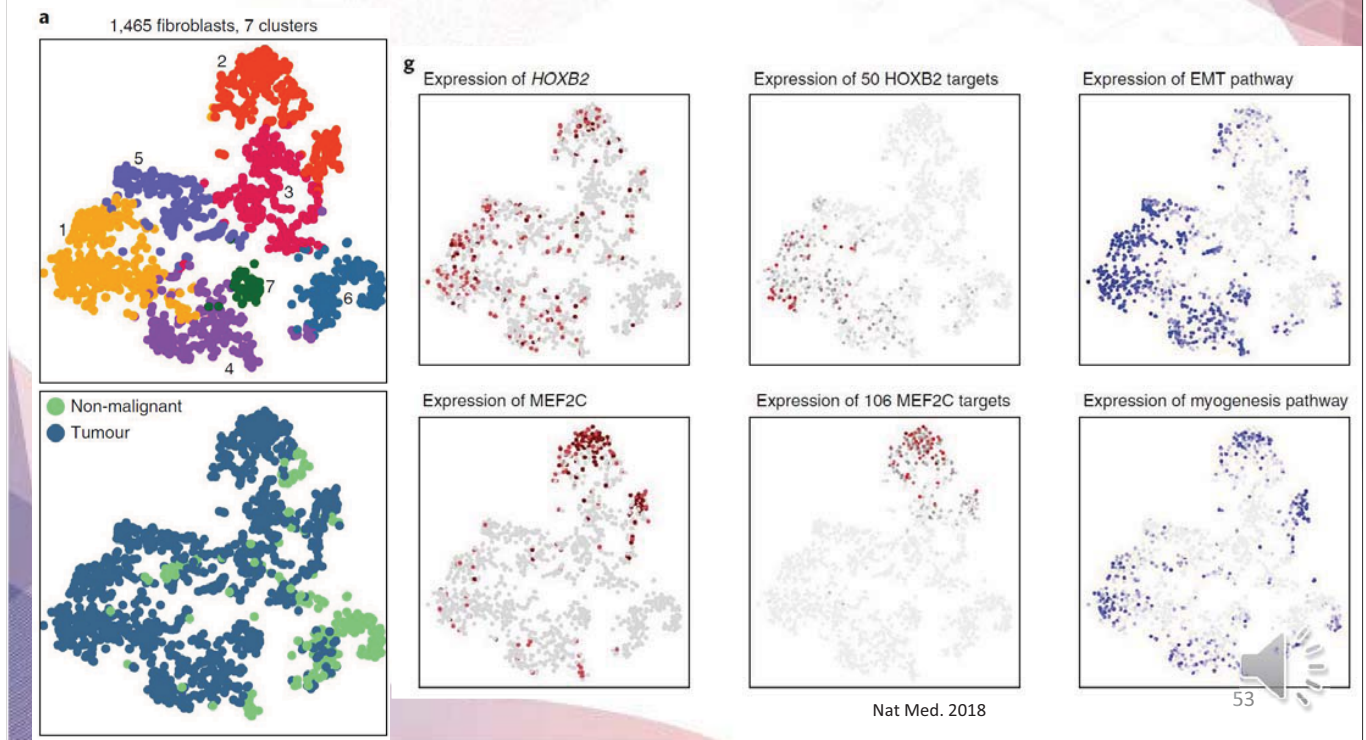 a
1,465 fibroblasts, 7 clusters
2
5
3
1
7
6
4
Non-malignant
Tumour
g
Expression of HOXB2
Expression of 50 HOXB2 targets
Expression of EMT pathway
Expression of MEF2C
Expression of 106 MEF2C targets
Expression of myogenesis pathway
Nat Med. 2018
53